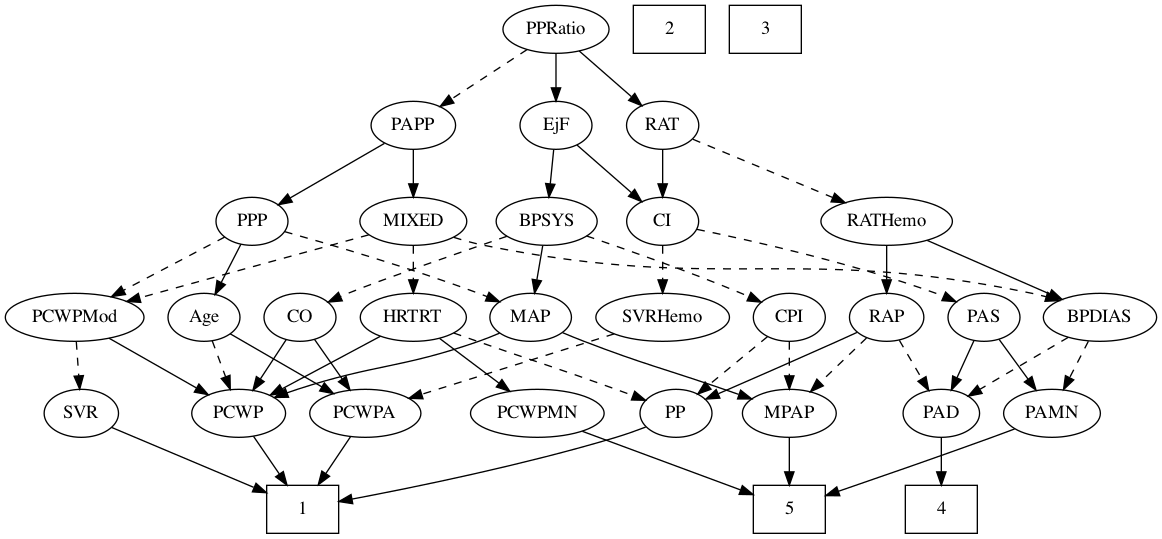 PPRatio 2 3
PAPP EjF RAT
PPP MIXED BPSYS CI RATHemo
PCWPMod Age CO HRTRT MAP SVRHemo CPI RAP PAS BPDIAS
SVR PCWP PCWPA PCWPMN PP MPAP PAD PAMN
1 5 4